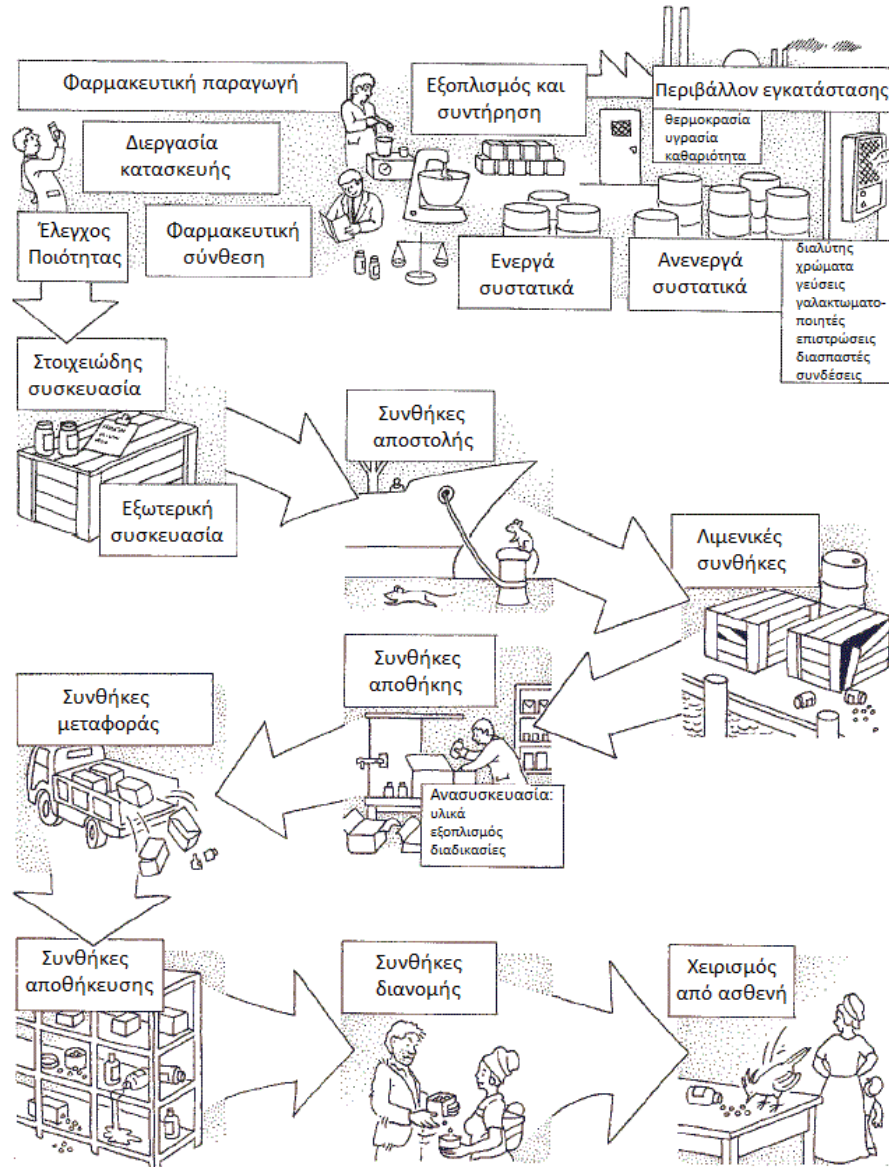 Φαρμακευτική παραγωγή
Εξοπλισμός και
συντήρηση
Περιβάλλον εγκατάστασης
θερμοκρασία
υγρασία
καθαριότητα
Διεργασία
κατασκευής
Έλεγχος
Ποιότητας
Φαρμακευτική
σύνθεση
Ενεργά
συστατικά
Ανενεργά
συστατικά
διαλύτης
χρώματα
γεύσεις
γαλακτωματο-
ποιητές
επιστρώσεις
διασπαστές
συνδέσεις
Στοιχειώδης
συσκευασία
Εξωτερική
συσκευασία
Συνθήκες
αποστολής
Λιμενικές
συνθήκες
Συνθήκες
αποθήκης
Ανασυσκευασία:
υλικά
εξοπλισμός
διαδικασίες
Συνθήκες
μεταφοράς
Συνθήκες
αποθήκευσης
Συνθήκες
διανομής
Χειρισμός
από ασθενή